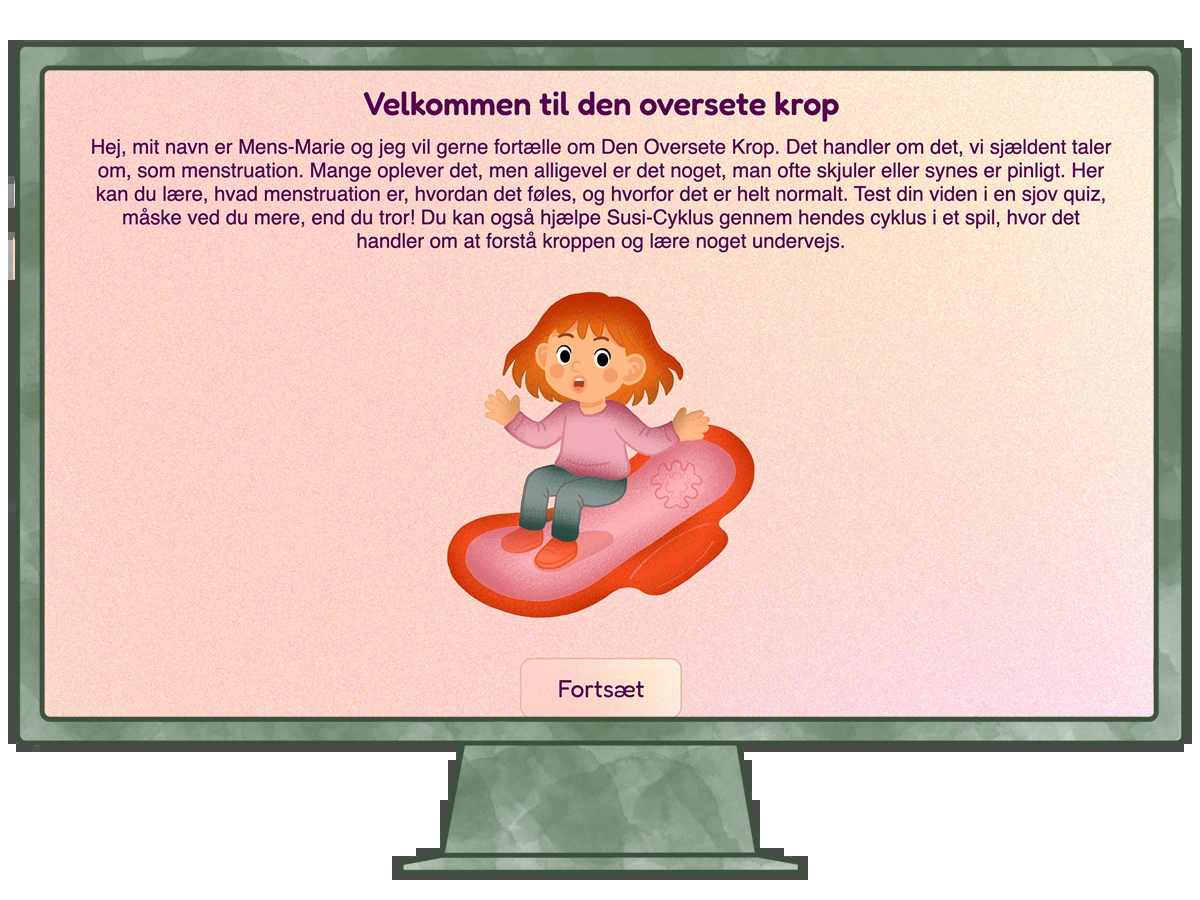 Velkommen til den oversete krop
Hej, mit navn er Mens-Marie og jeg vil gerne fortælle om Den Oversete Krop. Det handler om det, vi sjældent taler
om, som menstruation. Mange oplever det, men alligevel er det noget, man ofte skjuler eller synes er pinligt. Her
kan du lære, hvad menstruation er, hvordan det føles, og hvorfor det er helt normalt. Test din viden i en sjov quiz,
måske ved du mere, end du tror! Du kan også hjælpe Susi-Cyklus gennem hendes cyklus i et spil, hvor det
handler om at forstå kroppen og lære noget undervejs.
Fortsæt